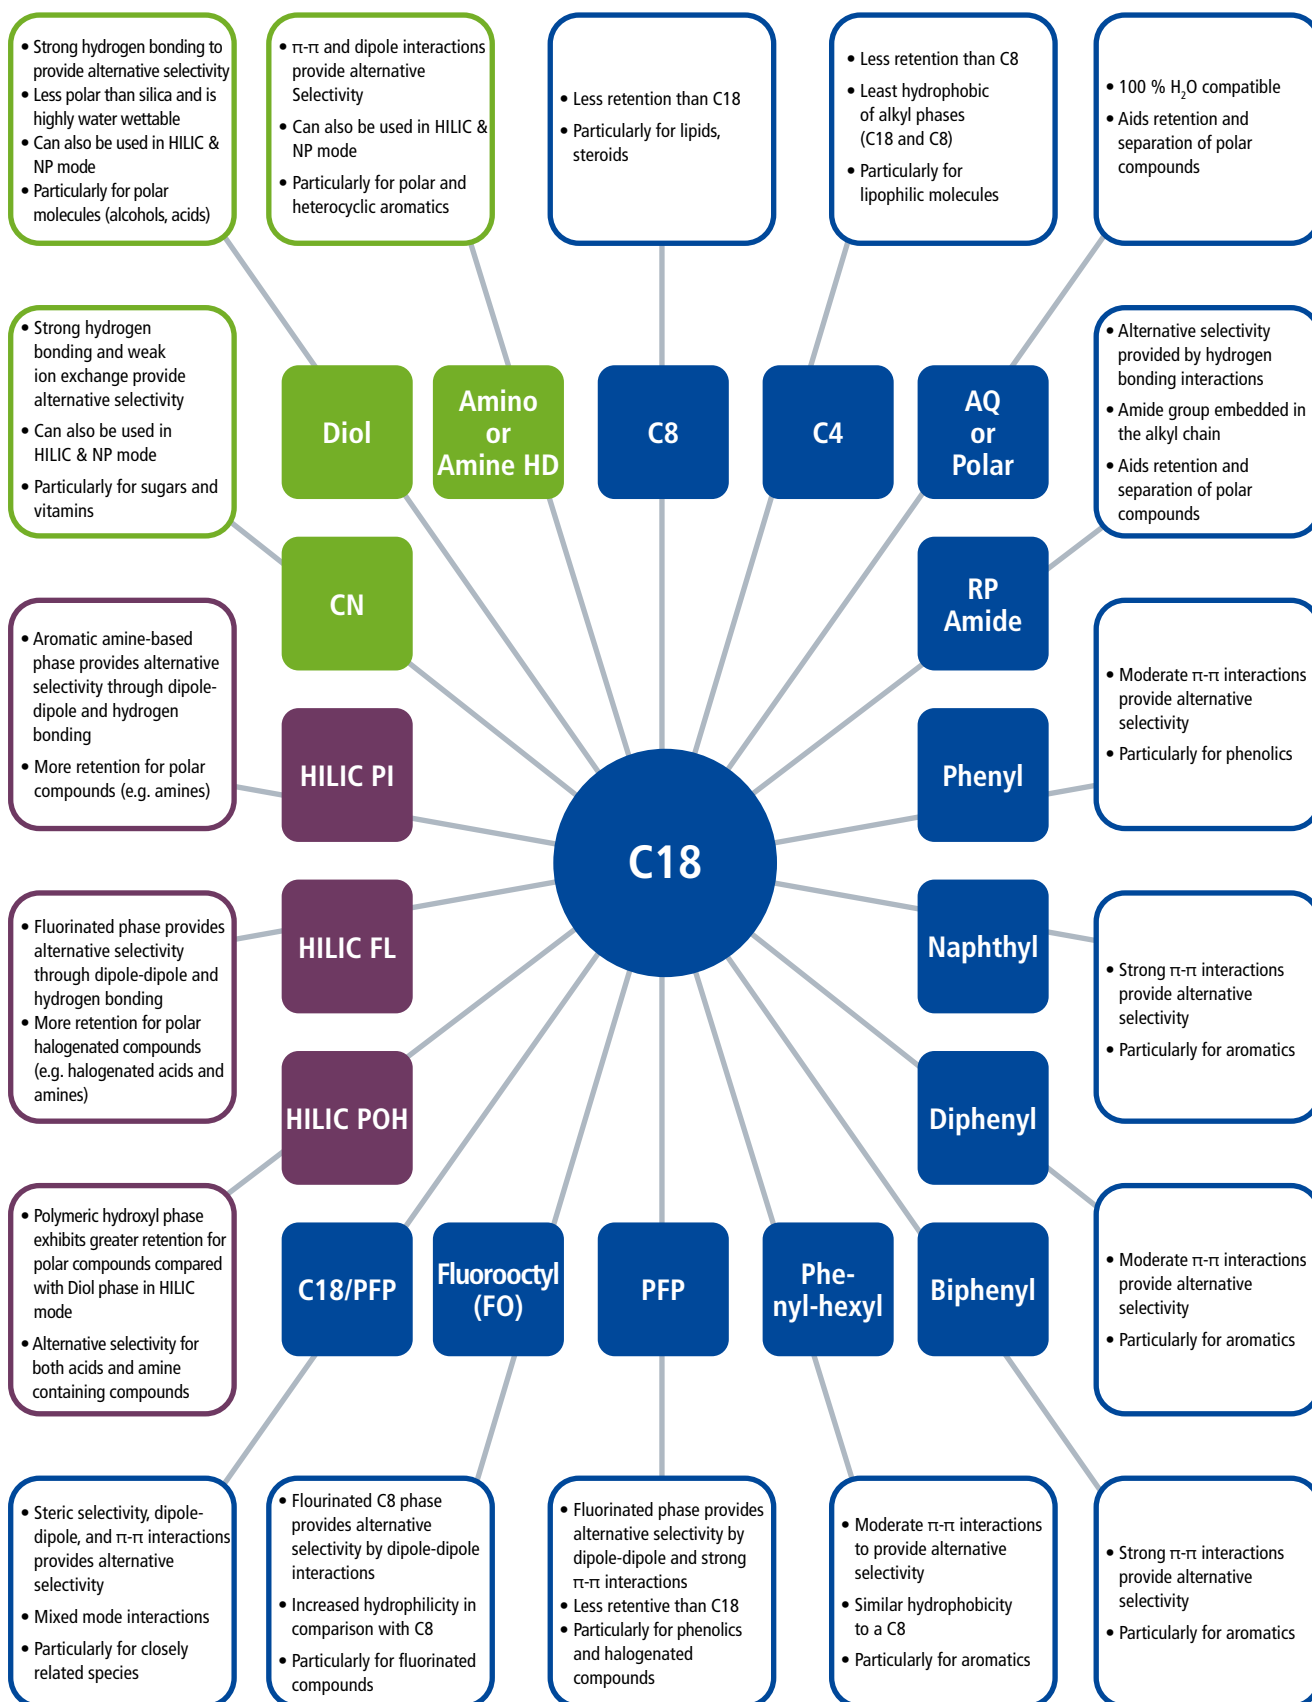 • Strong hydrogen bonding to
provide alternative selectivity
• Less polar than silica and is
highly water wettable
• Can also be used in HILIC &
NP mode
• Particularly for polar
molecules (alcohols, acids)
• π-π and dipole interactions
provide alternative
Selectivity
• Can also be used in HILIC &
NP mode
• Particularly for polar and
heterocyclic aromatics
• Less retention than C18
• Particularly for lipids,
steroids
• Less retention than C8
• Least hydrophobic
of alkyl phases
(C18 and C8)
• Particularly for
lipophilic molecules
• 100 % H₂O compatible
• Aids retention and
separation of polar
compounds
• Strong hydrogen
bonding and weak
ion exchange provide
alternative selectivity
• Can also be used in
HILIC & NP mode
• Particularly for sugars and
vitamins
Diol
Amino
or
Amine HD
C8
C4
AQ
or
Polar
• Alternative selectivity
provided by hydrogen
bonding interactions
• Amide group embedded in
the alkyl chain
• Aids retention and
separation of polar
compounds
CN
RP
Amide
• Aromatic amine-based
phase provides alternative
selectivity through dipole-
dipole and hydrogen
bonding
• More retention for polar
compounds (e.g. amines)
HILIC PI
C18
Phenyl
• Moderate π-π interactions
provide alternative
selectivity
• Particularly for phenolics
• Fluorinated phase provides
alternative selectivity
through dipole-dipole and
hydrogen bonding
• More retention for polar
halogenated compounds
(e.g. halogenated acids and
amines)
HILIC FL
Naphthyl
• Strong π-π interactions
provide alternative
selectivity
• Particularly for aromatics
HILIC POH
Diphenyl
• Polymeric hydroxyl phase
exhibits greater retention for
polar compounds compared
with Diol phase in HILIC
mode
• Alternative selectivity for
both acids and amine
containing compounds
C18/PFP
Fluorooctyl
(FO)
PFP
Phe-
nyl-hexyl
Biphenyl
• Moderate π-π interactions
provide alternative
selectivity
• Particularly for aromatics
• Steric selectivity, dipole-
dipole, and π-π interactions
provides alternative
selectivity
• Mixed mode interactions
• Particularly for closely
related species
• Flourinated C8 phase
provides alternative
selectivity by dipole-dipole
interactions
• Increased hydrophilicity in
comparison with C8
• Particularly for fluorinated
compounds
• Fluorinated phase provides
alternative selectivity by
dipole-dipole and strong
π-π interactions
• Less retentive than C18
• Particularly for phenolics
and halogenated
compounds
• Moderate π-π interactions
to provide alternative
selectivity
• Similar hydrophobicity
to a C8
• Particularly for aromatics
• Strong π-π interactions
provide alternative
selectivity
• Particularly for aromatics